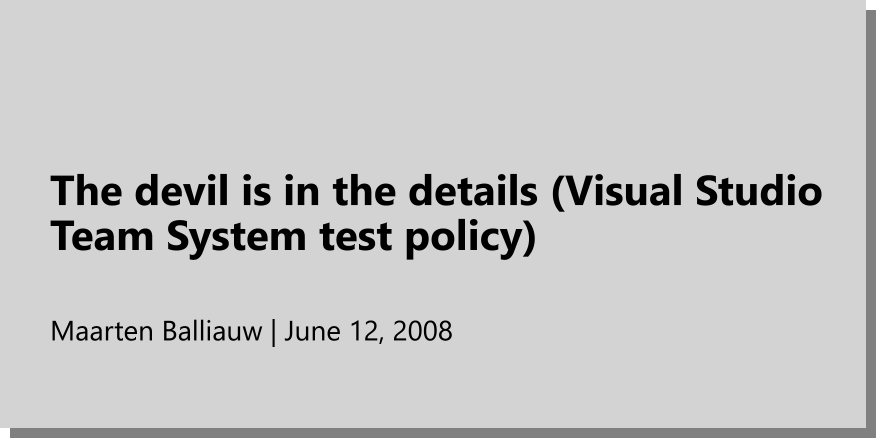 The devil is in the details (Visual Studio
Team System test policy)
Maarten Balliauw | June 12, 2008